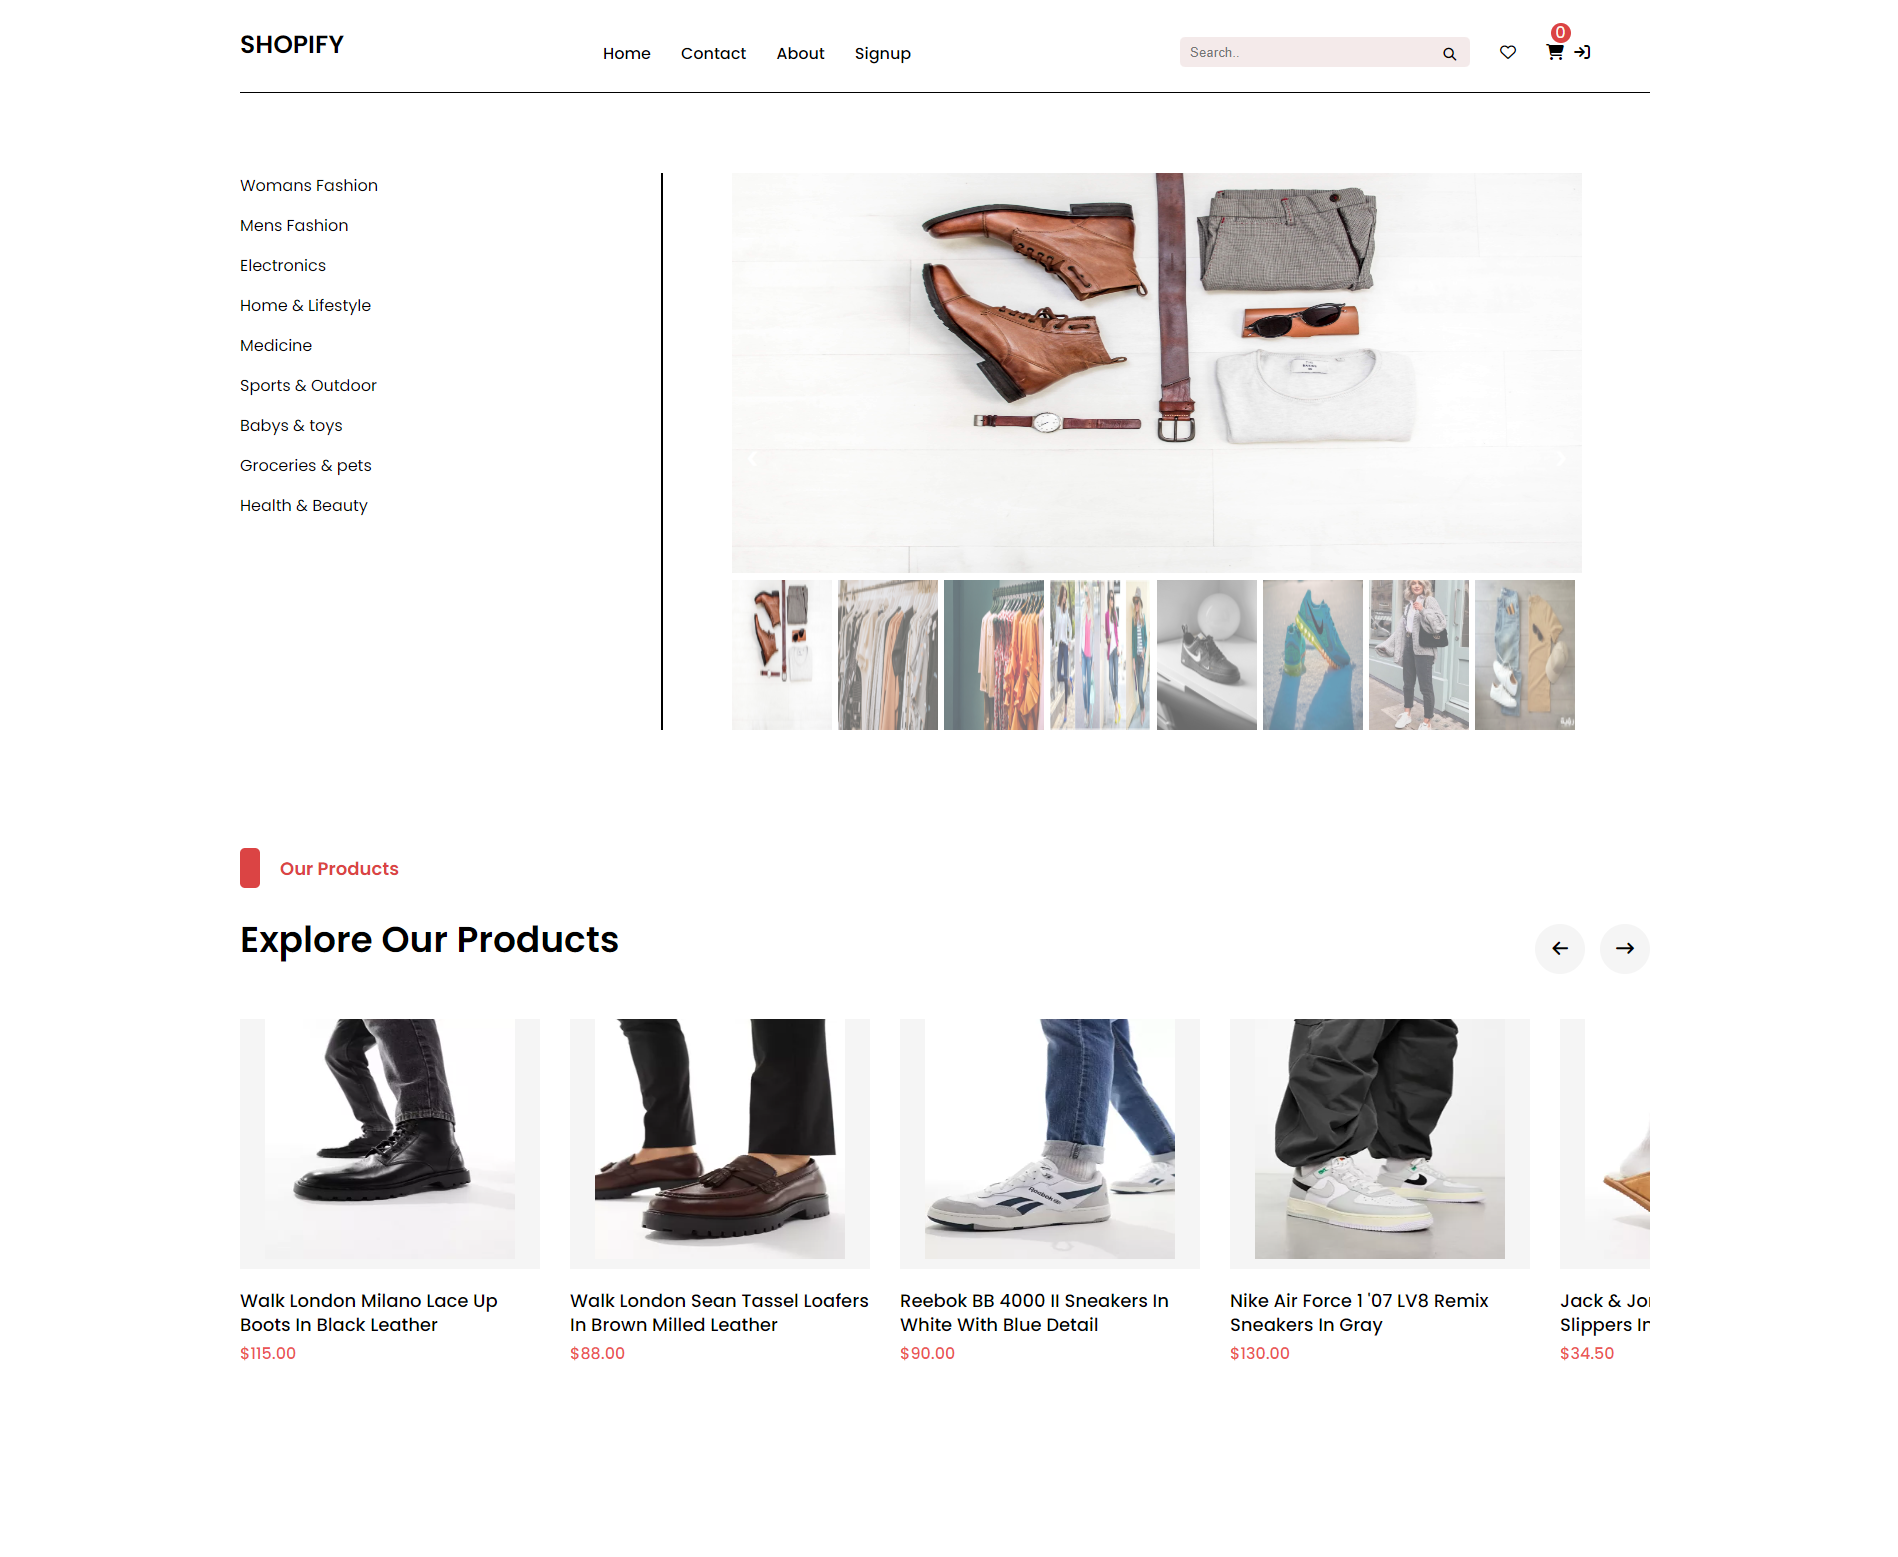 SHOPIFY
Home Contact About Signup
Search..
0
Womans Fashion
Mens Fashion
Electronics
Home & Lifestyle
Medicine
Sports & Outdoor
Babys & toys
Groceries & pets
Health & Beauty
Our Products
Explore Our Products
Reebok
Walk London Milano Lace Up
Boots In Black Leather
$115.00
Walk London Sean Tassel Loafers
In Brown Milled Leather
$88.00
Reebok BB 4000 II Sneakers In
White With Blue Detail
$90.00
Nike Air Force 1 '07 LV8 Remix
Sneakers In Gray
$130.00
Jack & Jo
Slippers In
$34.50